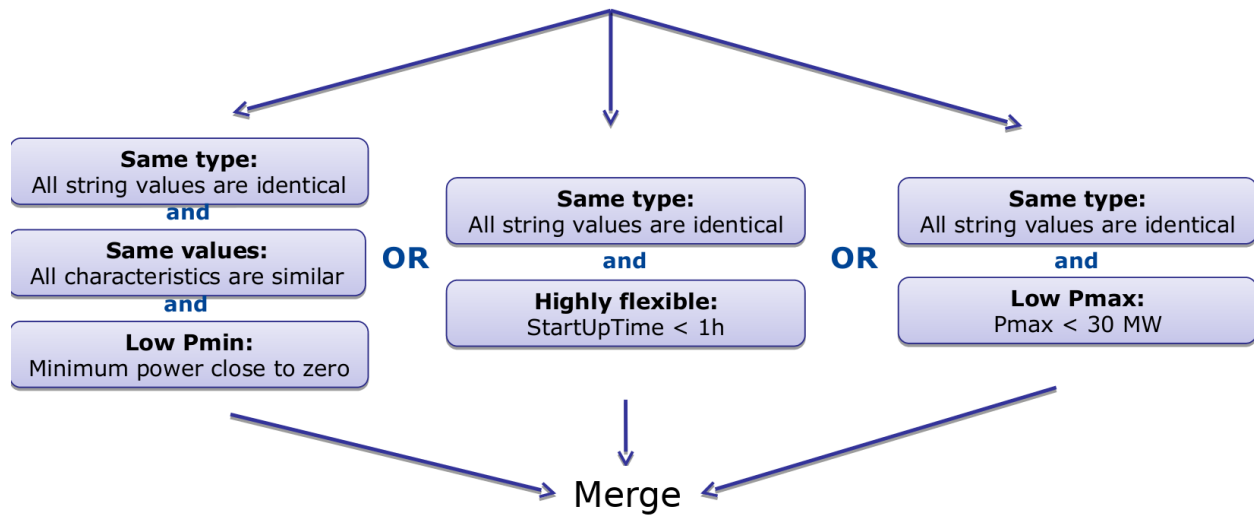 Same type:
All string values are identical
and
Same values:
All characteristics are similar
and
Low Pmin:
Minimum power close to zero
OR
Same type:
All string values are identical
and
Highly flexible:
StartUpTime < 1h
OR
Same type:
All string values are identical
and
Low Pmax:
Pmax < 30 MW
Merge